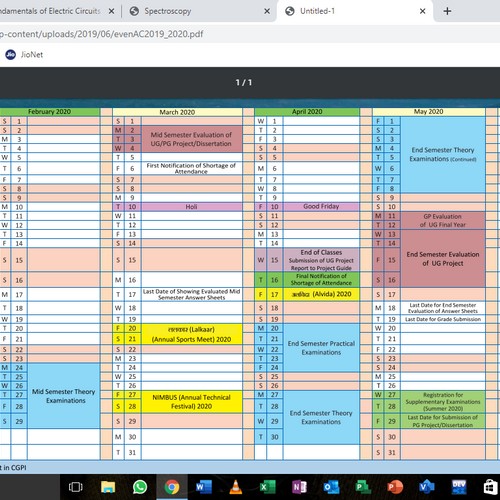 ndamentals of Electric Circuits
Spectroscopy
Untitled-1
p-content/uploads/2019/06/evenAC2019_2020.pdf
JioNet
1 / 1
February 2020
S 1
S 2
M 3
T 4
W 5
T 6
F 7
S 8
S 9
M 10
T 11
W 12
T 13
F 14
S 15
S 16
M 17
T 18
W 19
T 20
F 21
S 22
S 23
M 24
T 25
W 26
T 27
F 28
S 29
Mid Semester Theory
Examinations
March 2020
S 1
M 2
T 3
W 4
Mid Semester Evaluation of
UG/PG Project/Dissertation
T 5
F 6 First Notification of Shortage of
Attendance
S 7
S 8
M 9
T 10 Holi
W 11
T 12
F 13
S 14
S 15
M 16
T 17 Last Date of Showing Evaluated Mid
Semester Answer Sheets
W 18
T 19
F 20 ललकार (Lalkaar)
S 21 (Annual Sports Meet) 2020
S 22
M 23
T 24
W 25
T 26
F 27 NIMBUS (Annual Technical
S 28 Festival) 2020
S 29
M 30
T 31
April 2020
W 1
T 2
F 3
S 4
S 5
M 6
T 7
W 8
T 9
F 10 Good Friday
S 11
S 12
M 13
T 14
W 15 End of Classes
Submission of UG Project
Report to Project Guide
T 16 Final Notification of
Shortage of Attendance
F 17 अलविदा (Alvida) 2020
S 18
S 19
M 20
T 21
W 22
T 23
F 24
End Semester Practical
Examinations
S 25
S 26
M 27
T 28
W 29
T 30
End Semester Theory
Examinations
May 2020
F 1
S 2
S 3
M 4
T 5
W 6
T 7
F 8
End Semester Theory
Examinations (Continued)
S 9
S 10
M 11 GP Evaluation
T 12 of UG Final Year
W 13
T 14
F 15
S 16
End Semester Evaluation
of UG Project
S 17
M 18 Last Date for End Semester
Evaluation of Answer Sheets
T 19 Last Date for Grade Submission
W 20
T 21
F 22
S 23
S 24
M 25
T 26
W 27 Registration for
T 28 Supplementary Examinations
(Summer 2020)
F 29 Last Date for Submission of
PG Project/Dissertation
S 30
S 31
t in CGPI